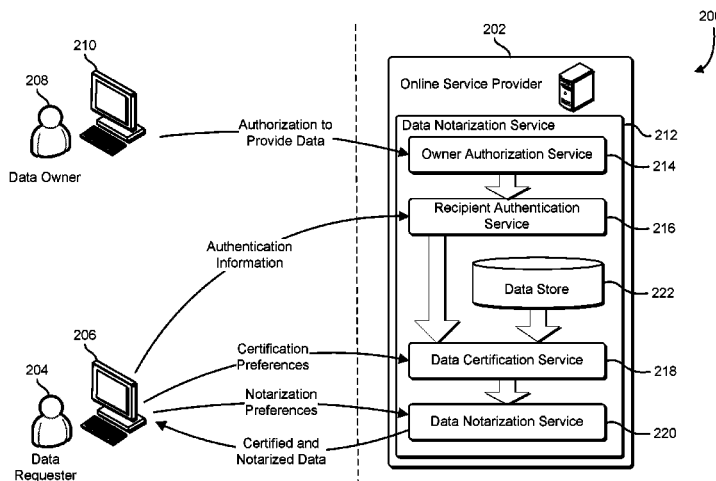 200
202
210
208
Online Service Provider
Data Notarization Service
212
Authorization to
Provide Data
Owner Authorization Service
214
Data Owner
Recipient Authentication
Service
216
Authentication
Information
Data Store
222
206
204
Certification
Preferences
Data Certification Service
218
Notarization
Preferences
Data Notarization Service
220
Certified and
Notarized Data
Data
Requester